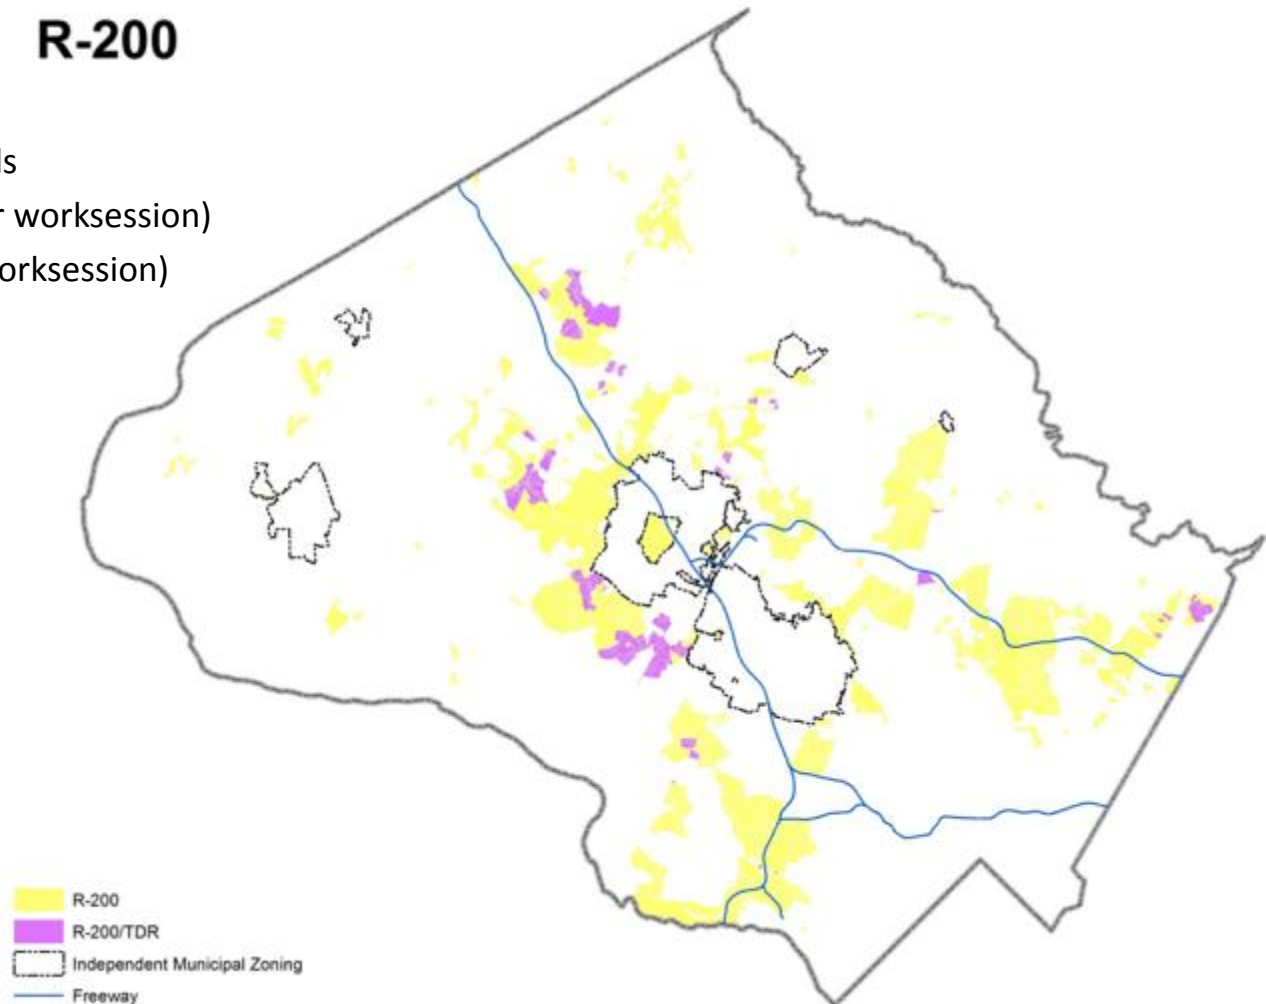 R-200
ls
r worksession)
orksession)
R-200
R-200/TDR
Independent Municipal Zoning
Freeway